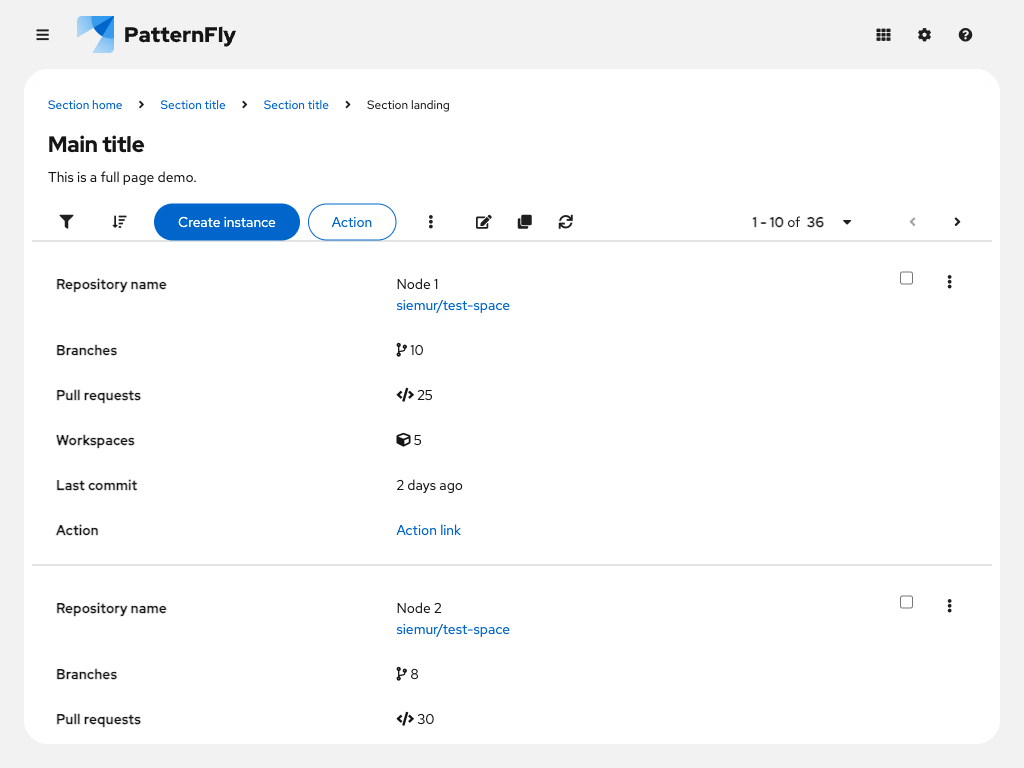 PatternFly
Section home Section title Section title Section landing
Main title
This is a full page demo.
Create instance Action 1 - 10 of 36
Repository name Node 1
siemur/test-space
Branches 10
Pull requests 25
Workspaces 5
Last commit 2 days ago
Action Action link
Repository name Node 2
siemur/test-space
Branches 8
Pull requests 30